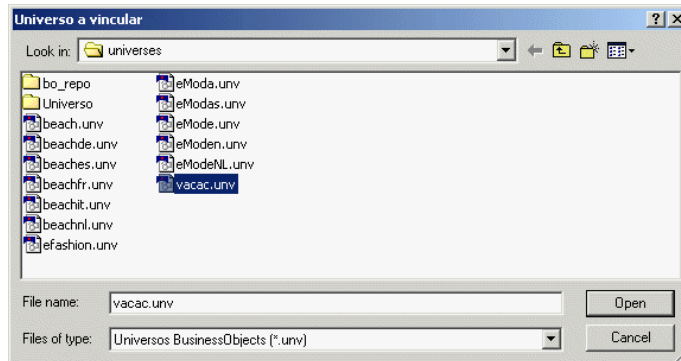 Universo a vincular
Look in: universes
bo_repo
Universo
beach.unv
beachde.unv
beaches.unv
beachfr.unv
beachit.unv
beachnl.unv
efashion.unv
eModa.unv
eModas.unv
eMode.unv
eModen.unv
eModeNL.unv
vacac.unv
File name: vacac.unv
Open
Files of type: Universos BusinessObjects (*.unv)
Cancel